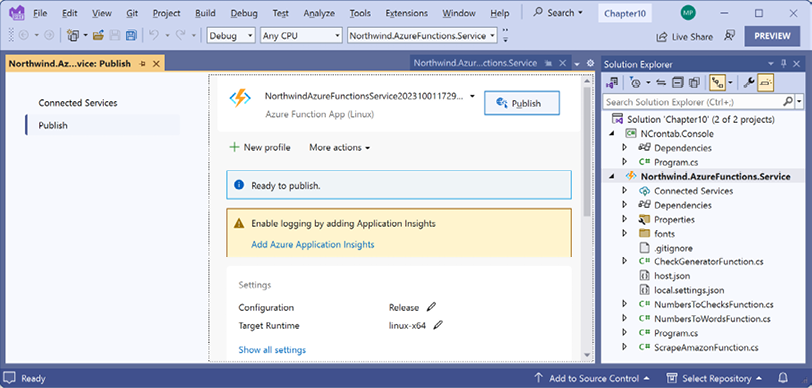 File Edit View Git Project Build Debug Test Analyze Tools Extensions Window Help Search Chapter10 MP
Debug Any CPU Northwind.AzureFunctions.Service Live Share PREVIEW
Northwind.Az...vice: Publish
Northwind.Azur...ctions.Service
Connected Services
Publish
NorthwindAzureFunctionsService202310011729...
Azure Function App (Linux)
Publish
New profile More actions
Ready to publish.
Enable logging by adding Application Insights
Add Azure Application Insights
Settings
Configuration Release
Target Runtime linux-x64
Show all settings
Solution Explorer
Search Solution Explorer (Ctrl+;)
Solution 'Chapter10' (2 of 2 projects)
NCrontab.Console
Dependencies
C# Program.cs
Northwind.AzureFunctions.Service
Connected Services
Dependencies
Properties
fonts
.gitignore
C# CheckGeneratorFunction.cs
host.json
local.settings.json
C# NumbersToChecksFunction.cs
C# NumbersToWordsFunction.cs
C# Program.cs
C# ScrapeAmazonFunction.cs
Ready Add to Source Control Select Repository